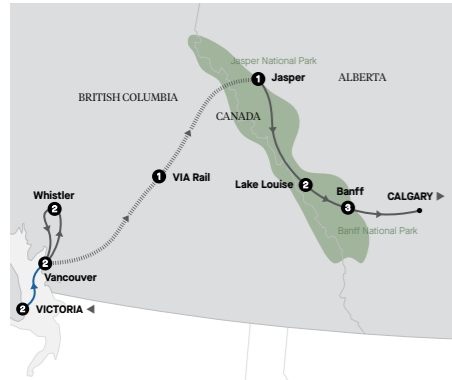 Jasper National Park
1 Jasper
ALBERTA
BRITISH COLUMBIA
CANADA
1 VIA Rail
Lake Louise 2
Whistler
2
Banff
3
CALGARY ▶
Banff National Park
2
Vancouver
2 VICTORIA ◀